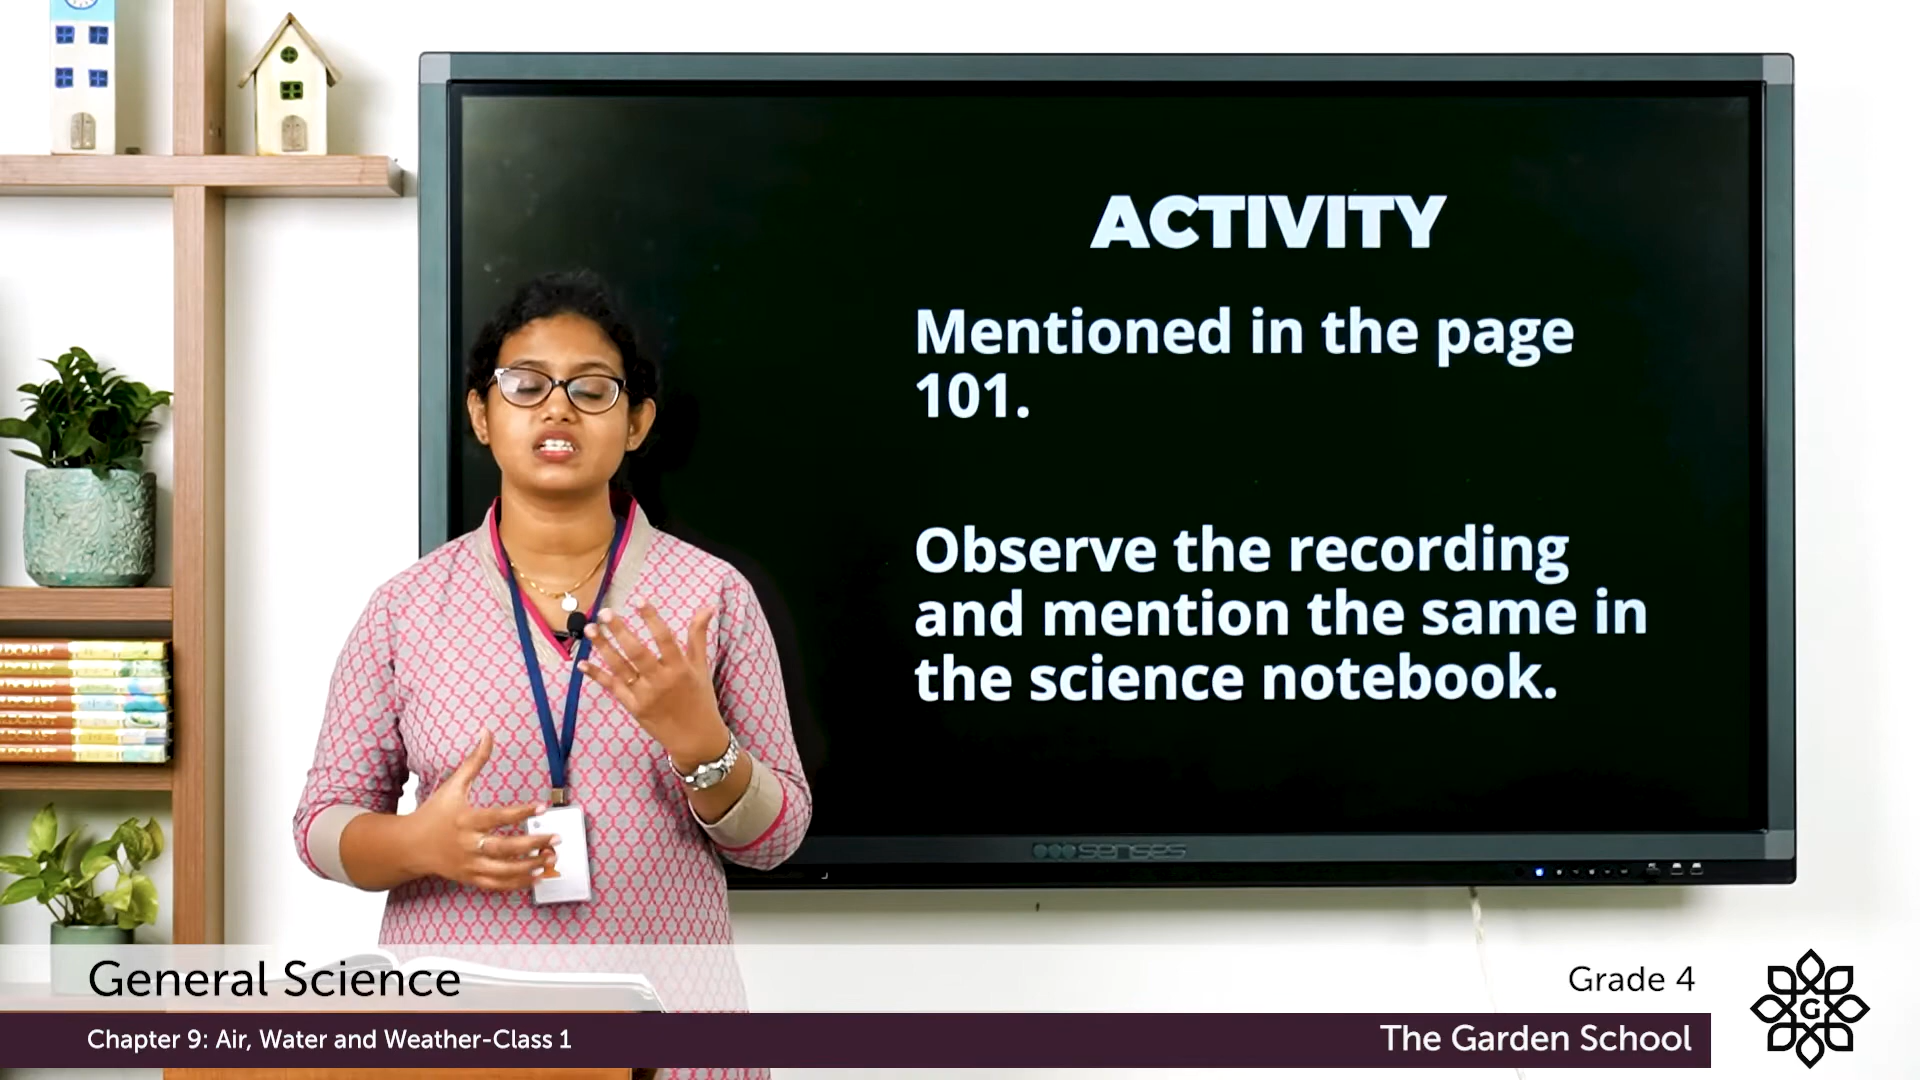 ACTIVITY
Mentioned in the page
101.
Observe the recording
and mention the same in
the science notebook.
senses
General Science
Grade 4
Chapter 9: Air, Water and Weather-Class 1
The Garden School
G